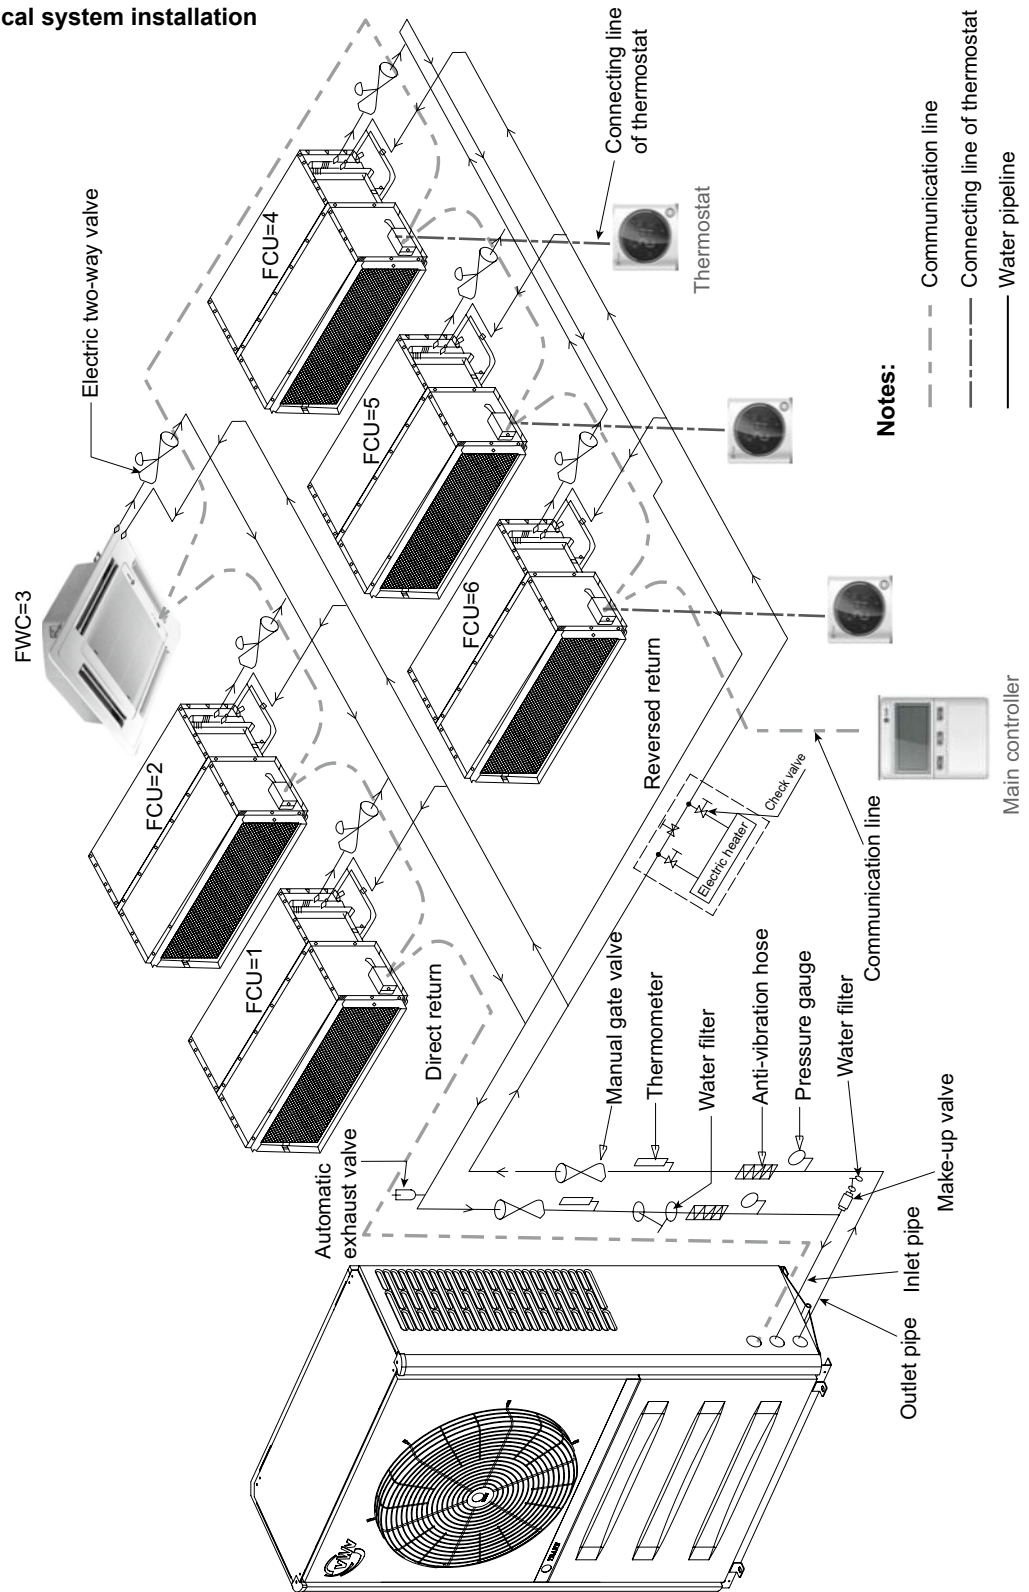 cal system installation
Electric two-way valve
FWC=3
FCU=4
FCU=5
FCU=6
FCU=2
FCU=1
Connecting line
of thermostat
Thermostat
Notes:
Communication line
Connecting line of thermostat
Water pipeline
Reversed return
Direct return
Check valve
Electric heater
Communication line
Main controller
Automatic
exhaust valve
Manual gate valve
Thermometer
Water filter
Anti-vibration hose
Pressure gauge
Water filter
Make-up valve
Inlet pipe
Outlet pipe
TRANE